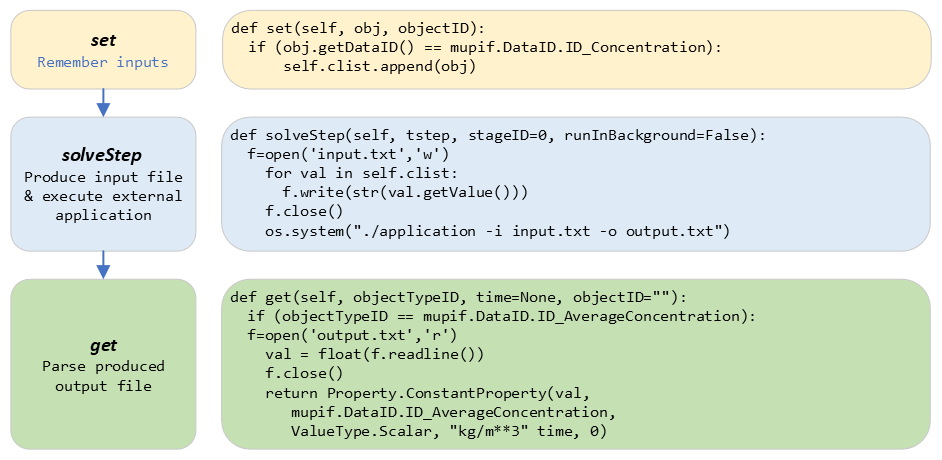 set
Remember inputs
def set(self, obj, objectID):
  if (obj.getDataID() == mupif.DataID.ID_Concentration):
      self.clist.append(obj)
solveStep
Produce input file
& execute external
application
def solveStep(self, tstep, stageID=0, runInBackground=False):
  f=open('input.txt','w')
    for val in self.clist:
      f.write(str(val.getValue()))
    f.close()
    os.system("./application -i input.txt -o output.txt")
get
Parse produced
output file
def get(self, objectTypeID, time=None, objectID=""):
  if (objectTypeID == mupif.DataID.ID_AverageConcentration):
  f=open('output.txt','r')
    val = float(f.readline())
    f.close()
    return Property.ConstantProperty(val,
       mupif.DataID.ID_AverageConcentration,
       ValueType.Scalar, "kg/m**3" time, 0)